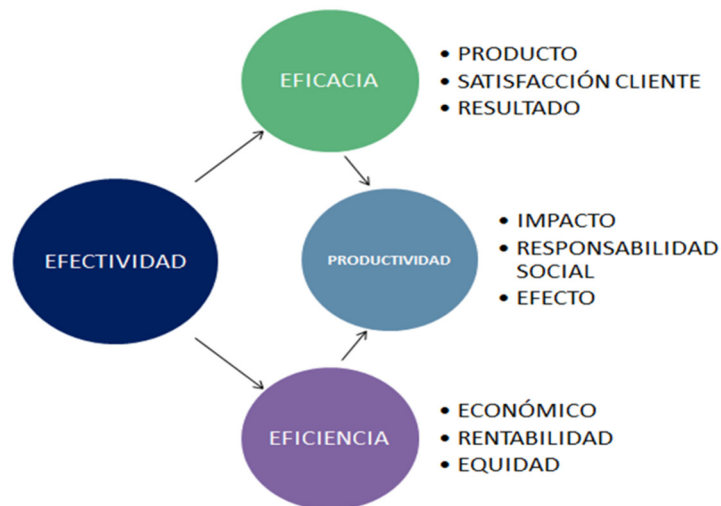 EFICACIA
• PRODUCTO
• SATISFACCIÓN CLIENTE
• RESULTADO
EFECTIVIDAD
PRODUCTIVIDAD
• IMPACTO
• RESPONSABILIDAD
SOCIAL
• EFECTO
EFICIENCIA
• ECONÓMICO
• RENTABILIDAD
• EQUIDAD